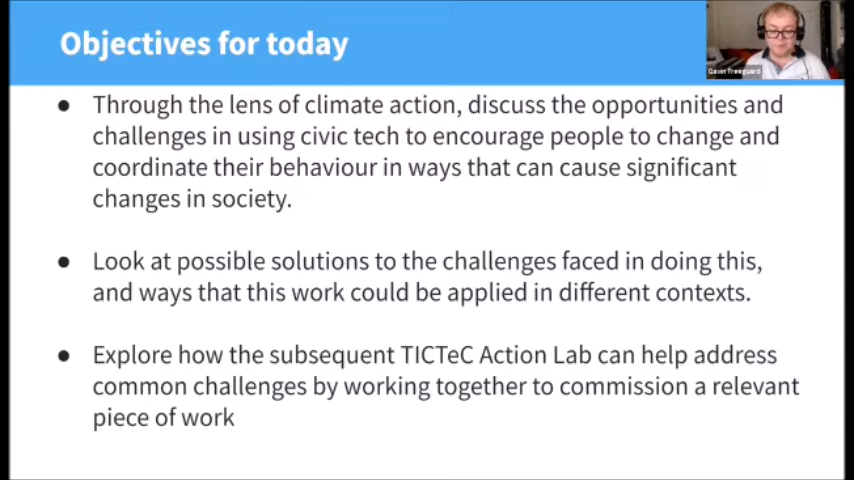 Objectives for today
Gavin Freeguard
● Through the lens of climate action, discuss the opportunities and
challenges in using civic tech to encourage people to change and
coordinate their behaviour in ways that can cause significant
changes in society.
● Look at possible solutions to the challenges faced in doing this,
and ways that this work could be applied in different contexts.
● Explore how the subsequent TICTeC Action Lab can help address
common challenges by working together to commission a relevant
piece of work